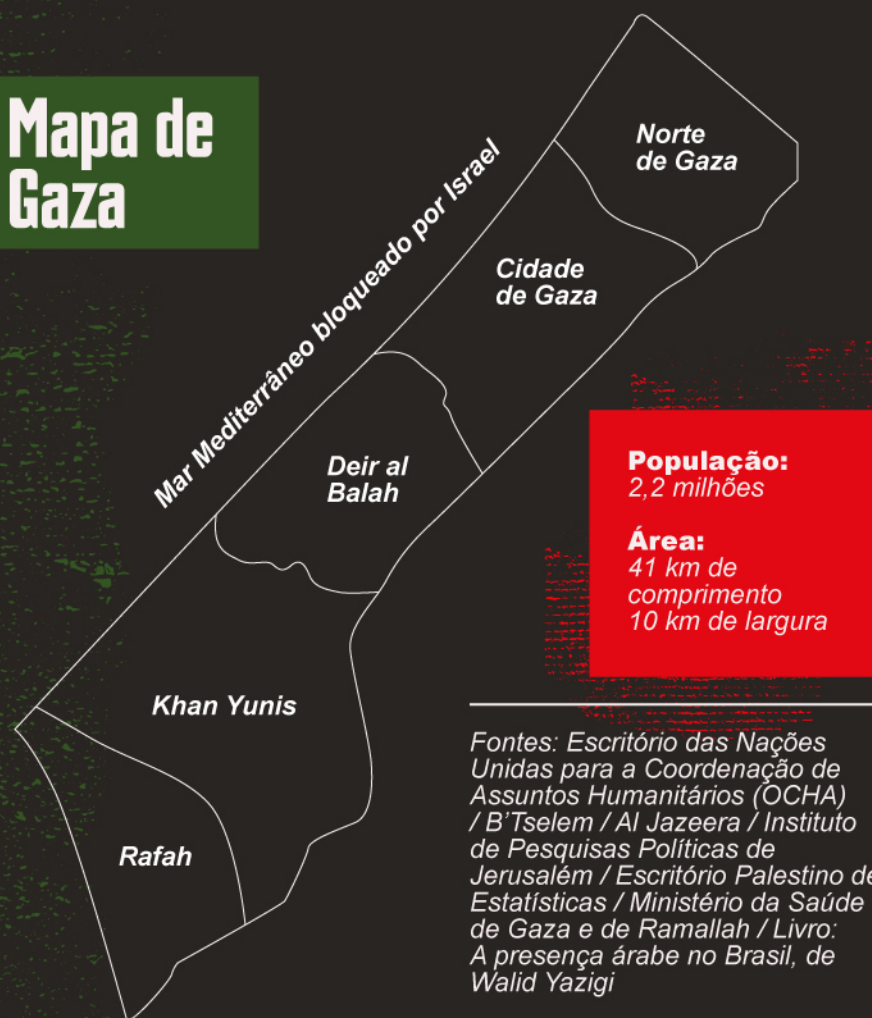 Mapa de
Gaza
Mar Mediterrâneo bloqueado por Israel
Norte
de Gaza
Cidade
de Gaza
Deir al
Balah
Khan Yunis
Rafah
População:
2,2 milhões
Área:
41 km de
comprimento
10 km de largura
Fontes: Escritório das Nações
Unidas para a Coordenação de
Assuntos Humanitários (OCHA)
/ B'Tselem / Al Jazeera / Instituto
de Pesquisas Políticas de
Jerusalém / Escritório Palestino de
Estatísticas / Ministério da Saúde
de Gaza e de Ramallah / Livro:
A presença árabe no Brasil, de
Walid Yazigi